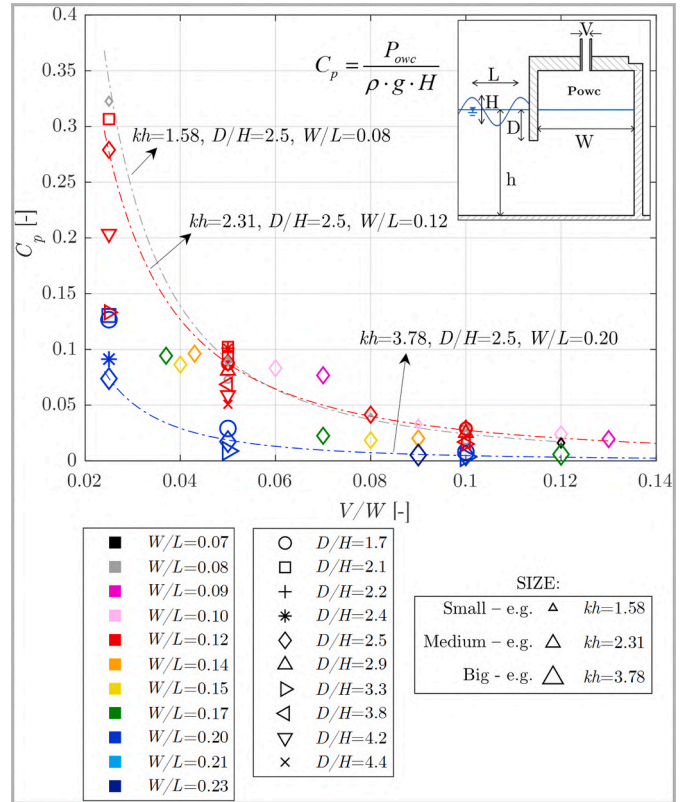 0.4
0.35
0.3
0.25
0.2
0.15
0.1
0.05
0
C_p [-]
C_p = P_owc / ρ · g · H
V
L
H
D
Powc
W
h
kh=1.58, D/H=2.5, W/L=0.08
kh=2.31, D/H=2.5, W/L=0.12
kh=3.78, D/H=2.5, W/L=0.20
0.02 0.04 0.06 0.08 0.1 0.12 0.14
V/W [-]
W/L=0.07
W/L=0.08
W/L=0.09
W/L=0.10
W/L=0.12
W/L=0.14
W/L=0.15
W/L=0.17
W/L=0.20
W/L=0.21
W/L=0.23
D/H=1.7
D/H=2.1
D/H=2.2
D/H=2.4
D/H=2.5
D/H=2.9
D/H=3.3
D/H=3.8
D/H=4.2
D/H=4.4
SIZE:
Small – e.g. kh=1.58
Medium – e.g. kh=2.31
Big - e.g. kh=3.78